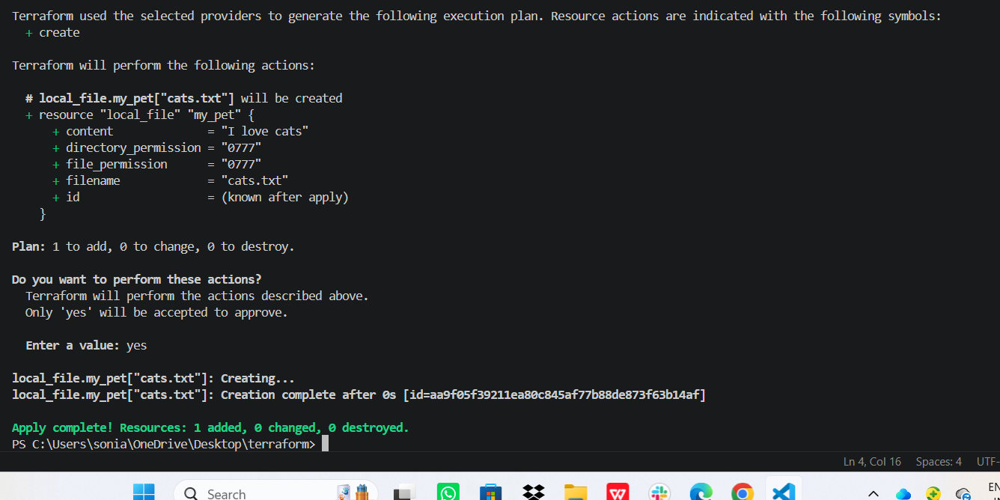 Terraform used the selected providers to generate the following execution plan. Resource actions are indicated with the following symbols:
  + create

Terraform will perform the following actions:

  # local_file.my_pet["cats.txt"] will be created
  + resource "local_file" "my_pet" {
      + content              = "I love cats"
      + directory_permission = "0777"
      + file_permission      = "0777"
      + filename             = "cats.txt"
      + id                   = (known after apply)
    }

Plan: 1 to add, 0 to change, 0 to destroy.

Do you want to perform these actions?
  Terraform will perform the actions described above.
  Only 'yes' will be accepted to approve.

  Enter a value: yes

local_file.my_pet["cats.txt"]: Creating...
local_file.my_pet["cats.txt"]: Creation complete after 0s [id=aa9f05f39211ea80c845af77b88de873f63b14af]

Apply complete! Resources: 1 added, 0 changed, 0 destroyed.
PS C:\Users\sonia\OneDrive\Desktop\terraform>
Ln 4, Col 16 Spaces: 4 UTF-
Search
EN